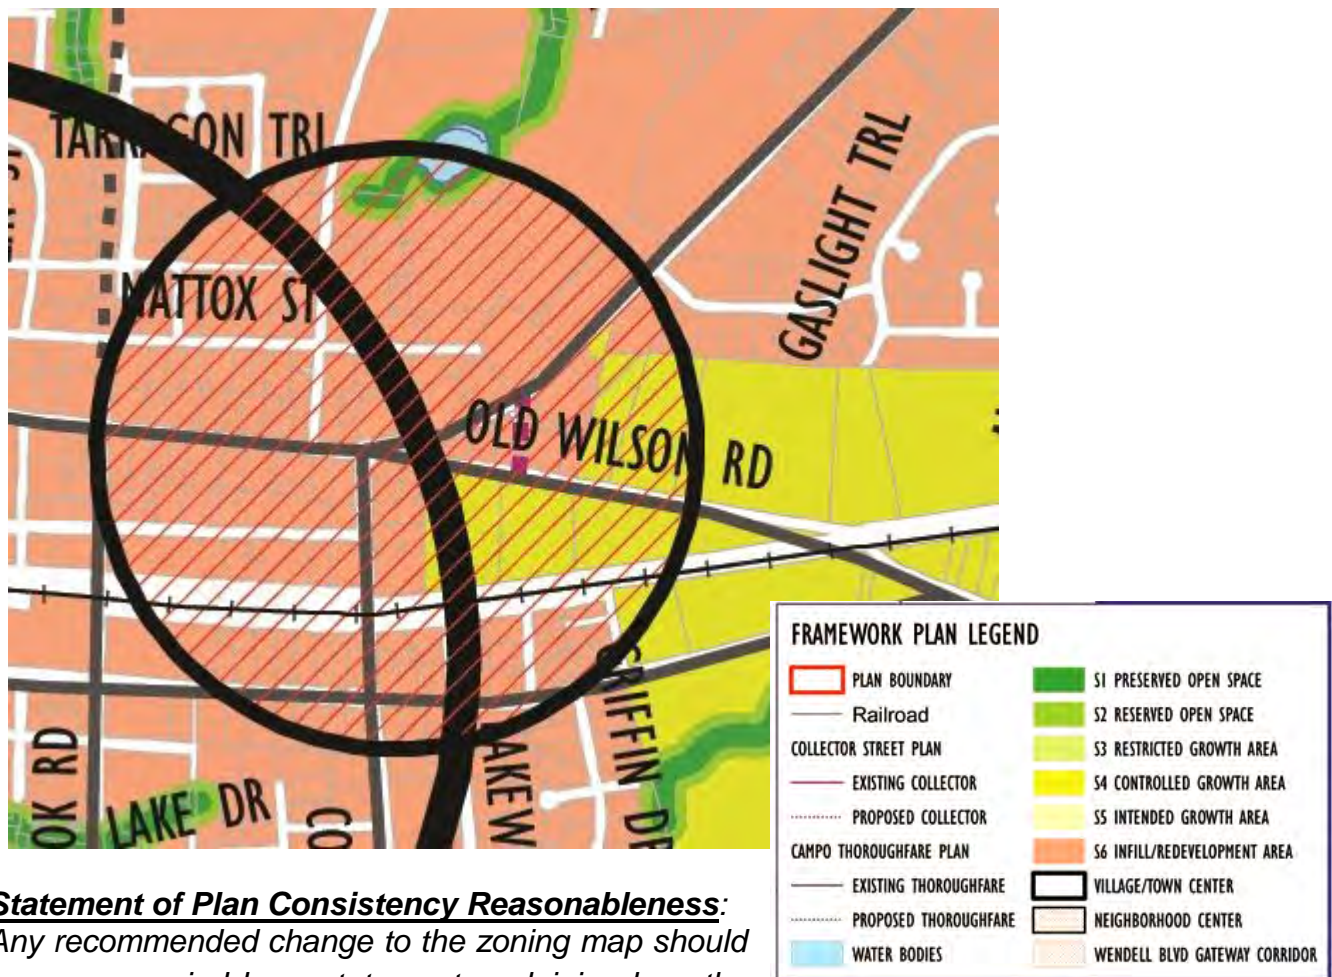 TARRAGON TRL
MATTOX ST
GASLIGHT TRL
OLD WILSON RD
GRIFFIN DR
OK RD
LAKE DR
CO
AKEW
FRAMEWORK PLAN LEGEND
PLAN BOUNDARY
Railroad
COLLECTOR STREET PLAN
EXISTING COLLECTOR
PROPOSED COLLECTOR
CAMPO THOROUGHFARE PLAN
EXISTING THOROUGHFARE
PROPOSED THOROUGHFARE
WATER BODIES
S1 PRESERVED OPEN SPACE
S2 RESERVED OPEN SPACE
S3 RESTRICTED GROWTH AREA
S4 CONTROLLED GROWTH AREA
S5 INTENDED GROWTH AREA
S6 INFILL/REDEVELOPMENT AREA
VILLAGE/TOWN CENTER
NEIGHBORHOOD CENTER
WENDELL BLVD GATEWAY CORRIDOR
Statement of Plan Consistency Reasonableness:
Any recommended change to the zoning map should